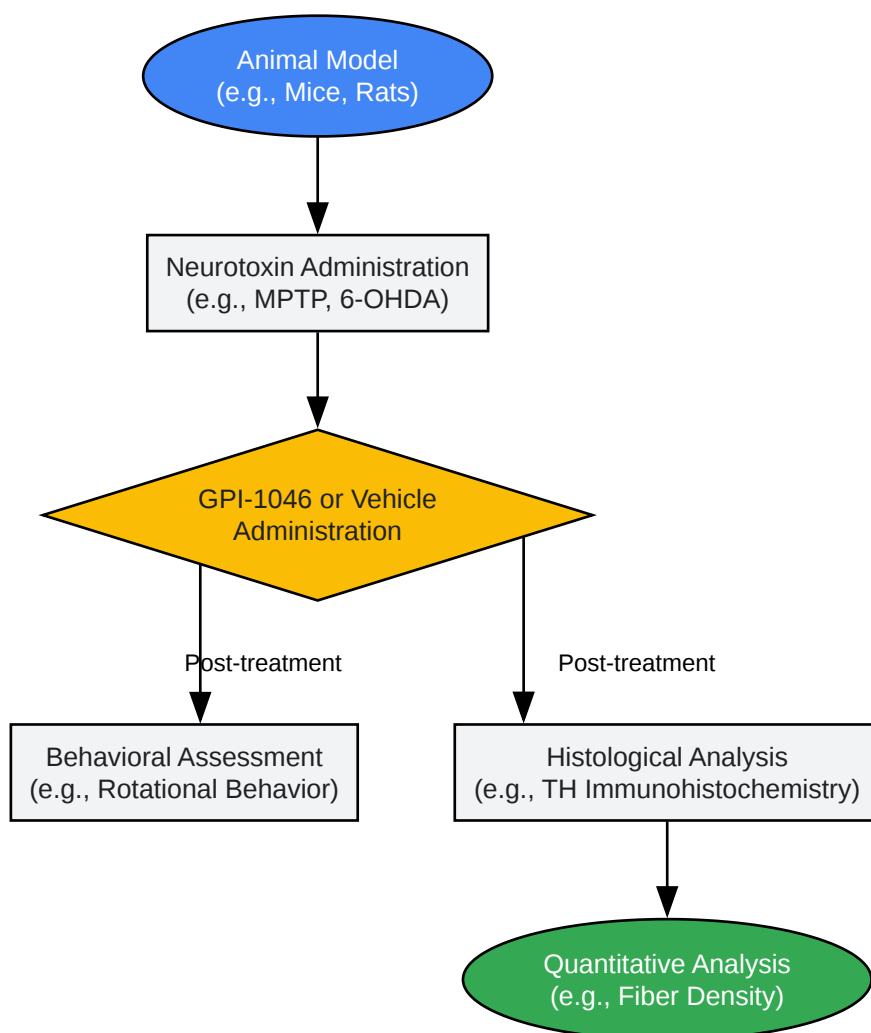 Animal Model
(e.g., Mice, Rats)
Neurotoxin Administration
(e.g., MPTP, 6-OHDA)
GPI-1046 or Vehicle
Administration
Post-treatment
Post-treatment
Behavioral Assessment
(e.g., Rotational Behavior)
Histological Analysis
(e.g., TH Immunohistochemistry)
Quantitative Analysis
(e.g., Fiber Density)